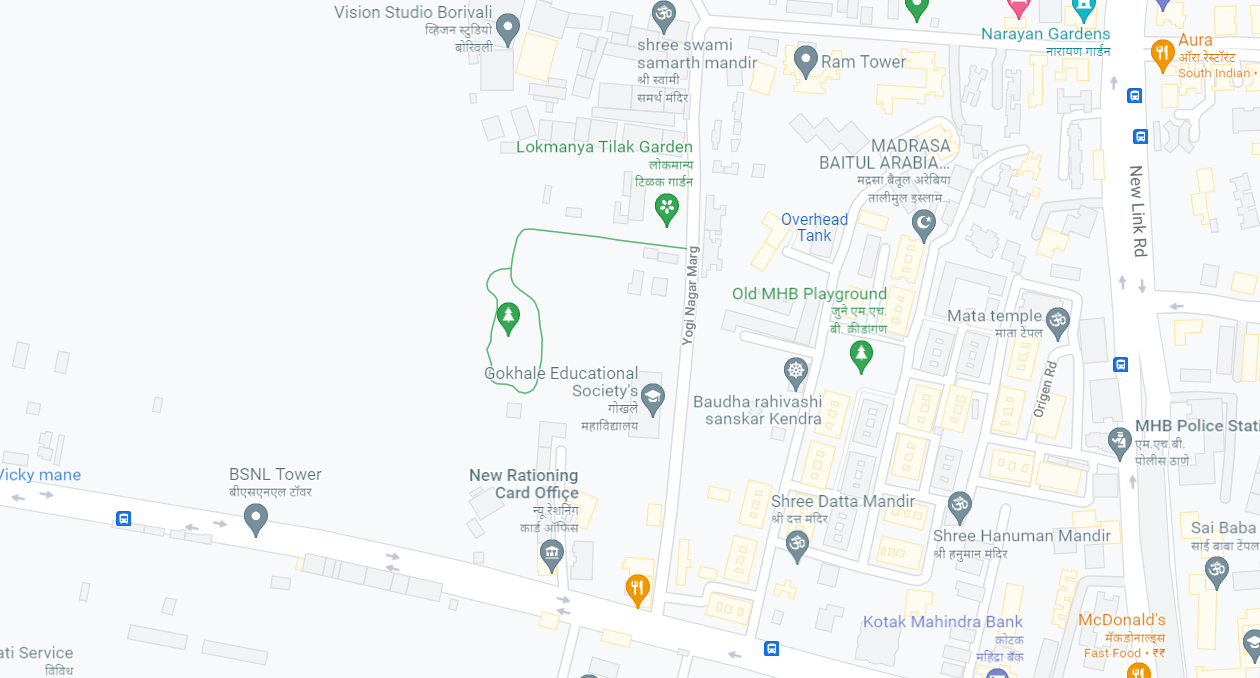 Vision Studio Borivali
व्हिजन स्टुडियो
बोरिवली
shree swami
samarth mandir
श्री स्वामी
समर्थ मंदिर
Ram Tower
Narayan Gardens
नारायण गार्डन
Aura
ऑरा रेस्टॉरंट
South Indian •
Lokmanya Tilak Garden
लोकमान्य
टिळक गार्डन
MADRASA
BAITUL ARABIA...
मद्रसा बैतूल अरेबिया
तालीमुल इस्लाम...
New Link Rd
Overhead
Tank
Yogi Nagar Marg
Old MHB Playground
जुने एम.एच.
बी. क्रीडांगण
Mata temple
माता टेंपल
Origen Rd
Gokhale Educational
Society's
गोखले
महाविद्यालय
Baudha rahivashi
sanskar Kendra
MHB Police Stati
एम.एच.बी.
पोलीस ठाणे
Vicky mane
BSNL Tower
बीएसएनएल टॉवर
New Rationing
Card Office
न्यू रेशनिंग
कार्ड ऑफिस
Shree Datta Mandir
श्री दत्त मंदिर
Shree Hanuman Mandir
श्री हनुमान मंदिर
Sai Baba
साई बाबा टेंपल
Kotak Mahindra Bank
कोटक
महिंद्रा बँक
McDonald's
मॅकडोनाल्ड्स
Fast Food • ₹₹
ati Service
विविध